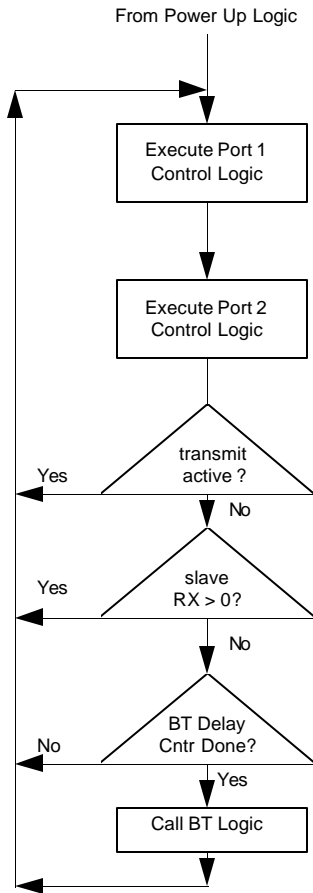 From Power Up Logic
Execute Port 1
Control Logic
Execute Port 2
Control Logic
transmit
active ?
Yes
No
slave
RX > 0?
Yes
No
BT Delay
Cntr Done?
No
Yes
Call BT Logic